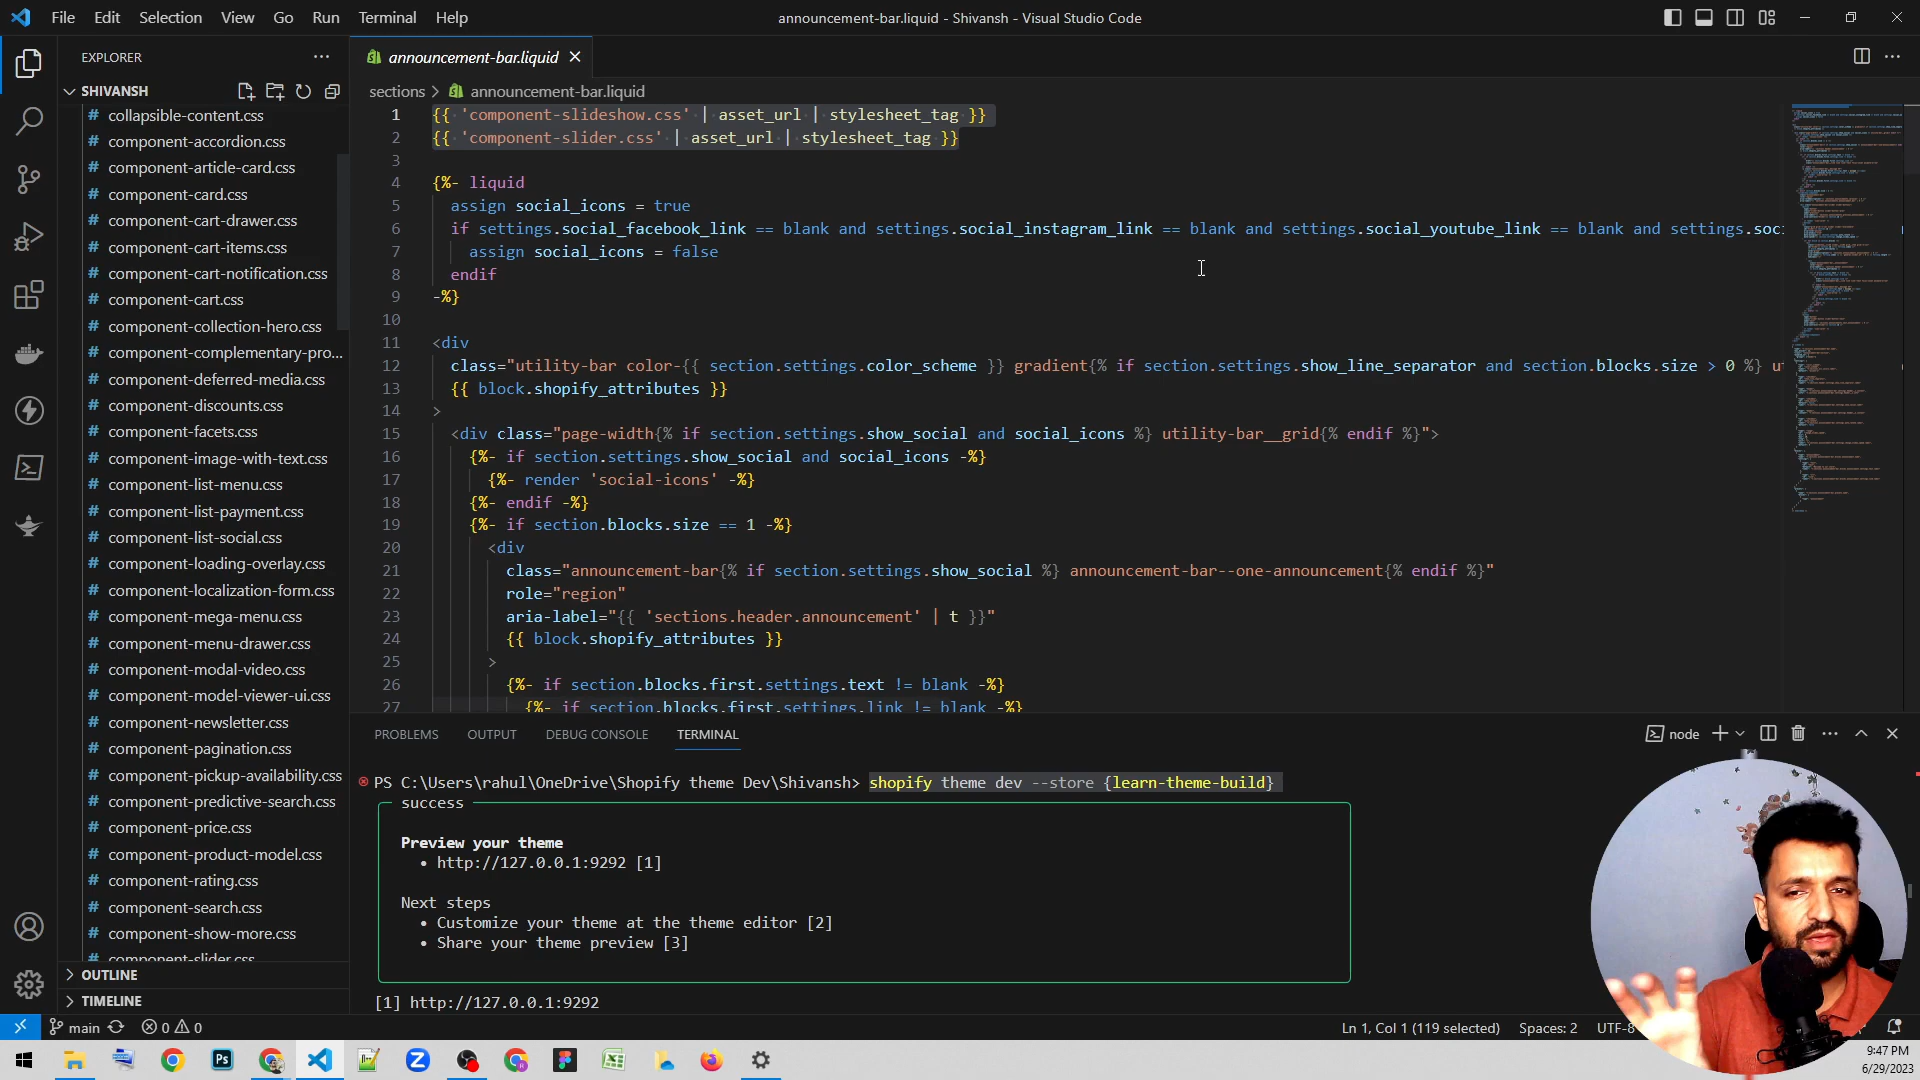 File Edit Selection View Go Run Terminal Help
announcement-bar.liquid - Shivansh - Visual Studio Code
EXPLORER
SHIVANSH
collapsible-content.css
component-accordion.css
component-article-card.css
component-card.css
component-cart-drawer.css
component-cart-items.css
component-cart-notification.css
component-cart.css
component-collection-hero.css
component-complementary-pro...
component-deferred-media.css
component-discounts.css
component-facets.css
component-image-with-text.css
component-list-menu.css
component-list-payment.css
component-list-social.css
component-loading-overlay.css
component-localization-form.css
component-mega-menu.css
component-menu-drawer.css
component-modal-video.css
component-model-viewer-ui.css
component-newsletter.css
component-pagination.css
component-pickup-availability.css
component-predictive-search.css
component-price.css
component-product-model.css
component-rating.css
component-search.css
component-show-more.css
component-slider.css
OUTLINE
TIMELINE
announcement-bar.liquid
sections > announcement-bar.liquid
1 {{ 'component-slideshow.css' | asset_url | stylesheet_tag }}
2 {{ 'component-slider.css' | asset_url | stylesheet_tag }}
3
4 {%- liquid
5 assign social_icons = true
6 if settings.social_facebook_link == blank and settings.social_instagram_link == blank and settings.social_youtube_link == blank and settings.soc
7 assign social_icons = false
8 endif
9 -%}
10
11 <div
12 class="utility-bar color-{{ section.settings.color_scheme }} gradient{% if section.settings.show_line_separator and section.blocks.size > 0 %} ut
13 {{ block.shopify_attributes }}
14 >
15 <div class="page-width{% if section.settings.show_social and social_icons %} utility-bar__grid{% endif %}">
16 {%- if section.settings.show_social and social_icons -%}
17 {%- render 'social-icons' -%}
18 {%- endif -%}
19 {%- if section.blocks.size == 1 -%}
20 <div
21 class="announcement-bar{% if section.settings.show_social %} announcement-bar--one-announcement{% endif %}"
22 role="region"
23 aria-label="{{ 'sections.header.announcement' | t }}"
24 {{ block.shopify_attributes }}
25 >
26 {%- if section.blocks.first.settings.text != blank -%}
27 {%- if section.blocks.first.settings.link != blank -%}
PROBLEMS OUTPUT DEBUG CONSOLE TERMINAL
node
PS C:\Users\rahul\OneDrive\Shopify theme Dev\Shivansh> shopify theme dev --store {learn-theme-build}
success
Preview your theme
• http://127.0.0.1:9292 [1]
Next steps
• Customize your theme at the theme editor [2]
• Share your theme preview [3]
[1] http://127.0.0.1:9292
main 0 0
Ln 1, Col 1 (119 selected) Spaces: 2 UTF-8
9:47 PM
6/29/2023